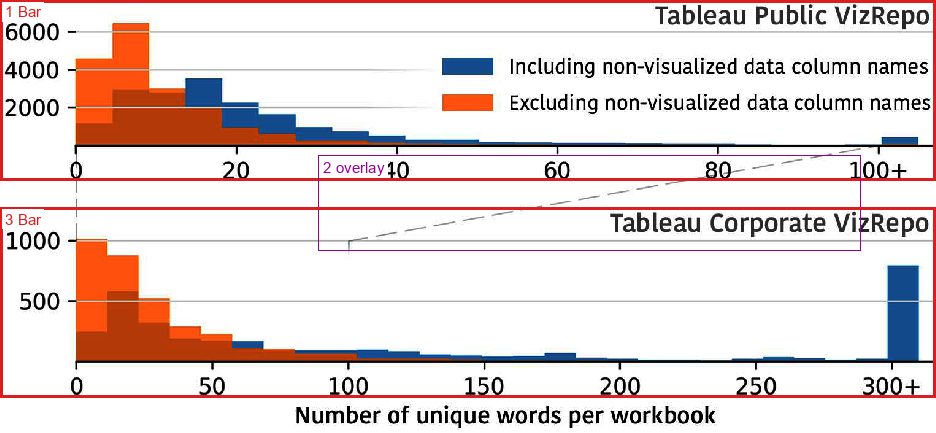 1 Bar
Tableau Public VizRepo
6000
4000
2000
Including non-visualized data column names
Excluding non-visualized data column names
0 20 40 60 80 100+
2 overlay
3 Bar
Tableau Corporate VizRepo
1000
500
0 50 100 150 200 250 300+
Number of unique words per workbook